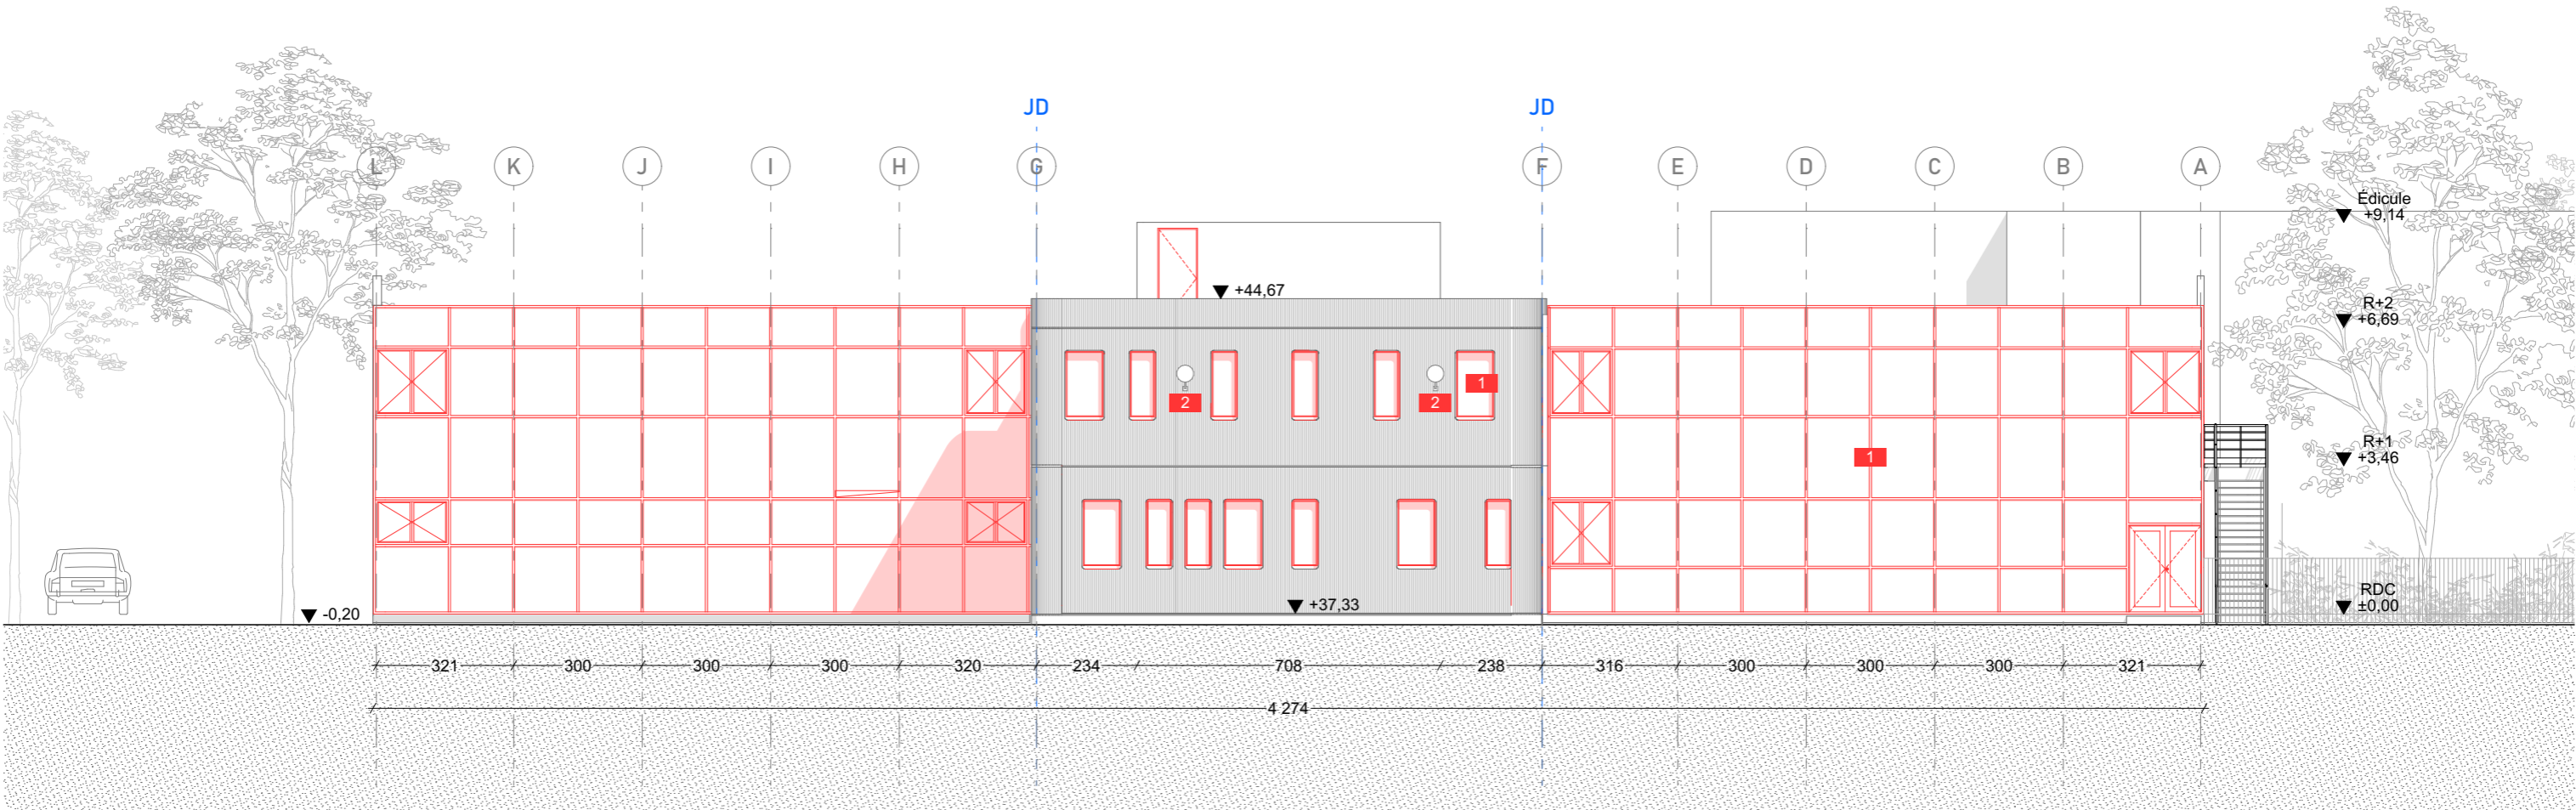 JD
JD
L
K
J
I
H
G
F
E
D
C
B
A
Édicule
+9,14
+44,67
R+2
+6,69
1
2
2
R+1
+3,46
1
RDC
±0,00
+37,33
-0,20
321
300
300
300
320
234
708
238
316
300
300
300
321
4 274